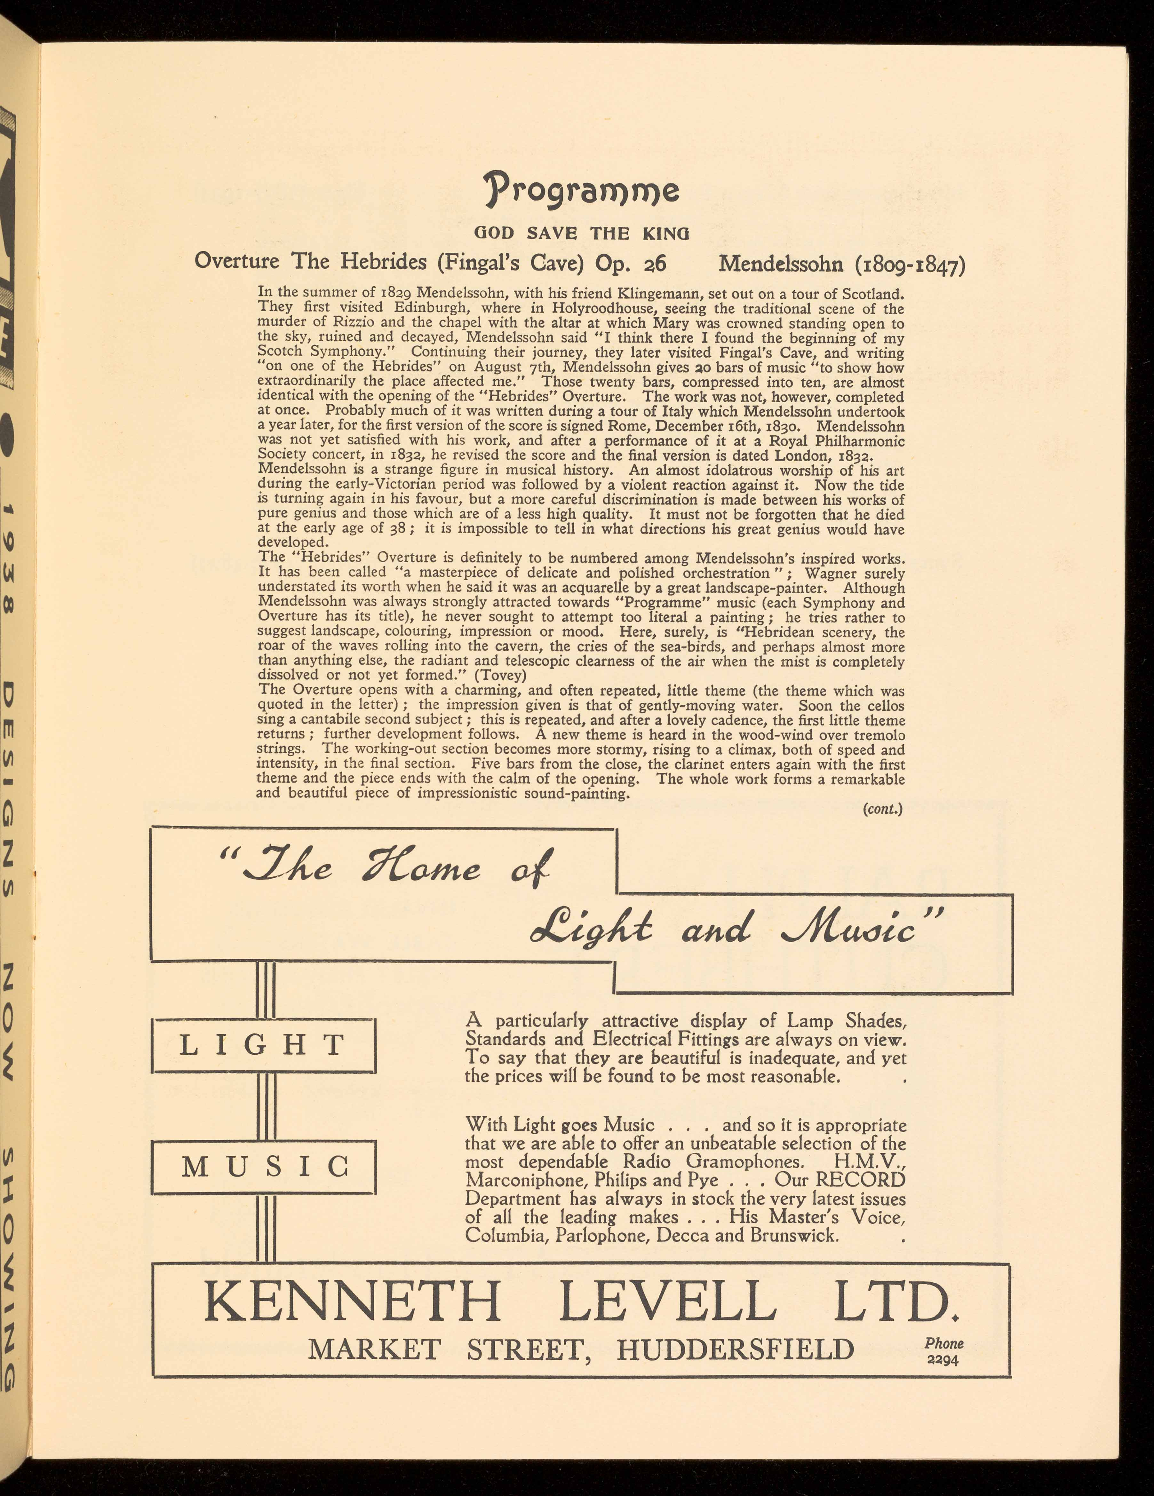 Programme
GOD SAVE THE KING
Overture The Hebrides (Fingal's Cave) Op. 26 Mendelssohn (1809-1847)
In the summer of 1829 Mendelssohn, with his friend Klingemann, set out on a tour of Scotland.
They first visited Edinburgh, where in Holyroodhouse, seeing the traditional scene of the
murder of Rizzio and the chapel with the altar at which Mary was crowned standing open to
the sky, ruined and decayed, Mendelssohn said "I think there I found the beginning of my
Scotch Symphony." Continuing their journey, they later visited Fingal's Cave, and writing
"on one of the Hebrides" on August 7th, Mendelssohn gives 20 bars of music "to show how
extraordinarily the place affected me." Those twenty bars, compressed into ten, are almost
identical with the opening of the "Hebrides" Overture. The work was not, however, completed
at once. Probably much of it was written during a tour of Italy which Mendelssohn undertook
a year later, for the first version of the score is signed Rome, December 16th, 1830. Mendelssohn
was not yet satisfied with his work, and after a performance of it at a Royal Philharmonic
Society concert, in 1832, he revised the score and the final version is dated London, 1832.
Mendelssohn is a strange figure in musical history. An almost idolatrous worship of his art
during the early-Victorian period was followed by a violent reaction against it. Now the tide
is turning again in his favour, but a more careful discrimination is made between his works of
pure genius and those which are of a less high quality. It must not be forgotten that he died
at the early age of 38; it is impossible to tell in what directions his great genius would have
developed.
The "Hebrides" Overture is definitely to be numbered among Mendelssohn's inspired works.
It has been called "a masterpiece of delicate and polished orchestration"; Wagner surely
understated its worth when he said it was an acquarelle by a great landscape-painter. Although
Mendelssohn was always strongly attracted towards "Programme" music (each Symphony and
Overture has its title), he never sought to attempt too literal a painting; he tries rather to
suggest landscape, colouring, impression or mood. Here, surely, is "Hebridean scenery, the
roar of the waves rolling into the cavern, the cries of the sea-birds, and perhaps almost more
than anything else, the radiant and telescopic clearness of the air when the mist is completely
dissolved or not yet formed." (Tovey)
The Overture opens with a charming, and often repeated, little theme (the theme which was
quoted in the letter); the impression given is that of gently-moving water. Soon the cellos
sing a cantabile second subject; this is repeated, and after a lovely cadence, the first little theme
returns; further development follows. A new theme is heard in the wood-wind over tremolo
strings. The working-out section becomes more stormy, rising to a climax, both of speed and
intensity, in the final section. Five bars from the close, the clarinet enters again with the first
theme and the piece ends with the calm of the opening. The whole work forms a remarkable
and beautiful piece of impressionistic sound-painting.
(cont.)
"The Home of
Light and Music"
LIGHT
A particularly attractive display of Lamp Shades,
Standards and Electrical Fittings are always on view.
To say that they are beautiful is inadequate, and yet
the prices will be found to be most reasonable. .
MUSIC
With Light goes Music . . . and so it is appropriate
that we are able to offer an unbeatable selection of the
most dependable Radio Gramophones. H.M.V.,
Marconiphone, Philips and Pye . . . Our RECORD
Department has always in stock the very latest issues
of all the leading makes . . . His Master's Voice,
Columbia, Parlophone, Decca and Brunswick. .
KENNETH LEVELL LTD.
MARKET STREET, HUDDERSFIELD
Phone
2294
1938 DESIGNS NOW SHOWING